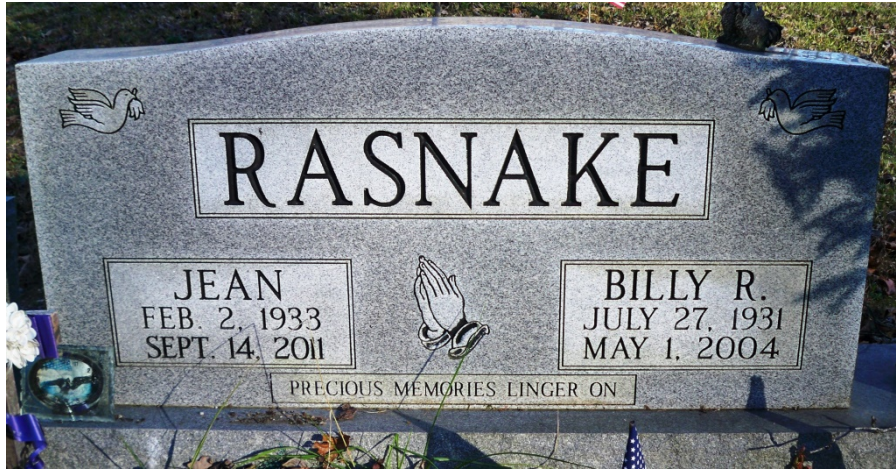 RASNAKE
JEAN
FEB. 2, 1933
SEPT. 14, 2011
BILLY R.
JULY 27, 1931
MAY 1, 2004
PRECIOUS MEMORIES LINGER ON